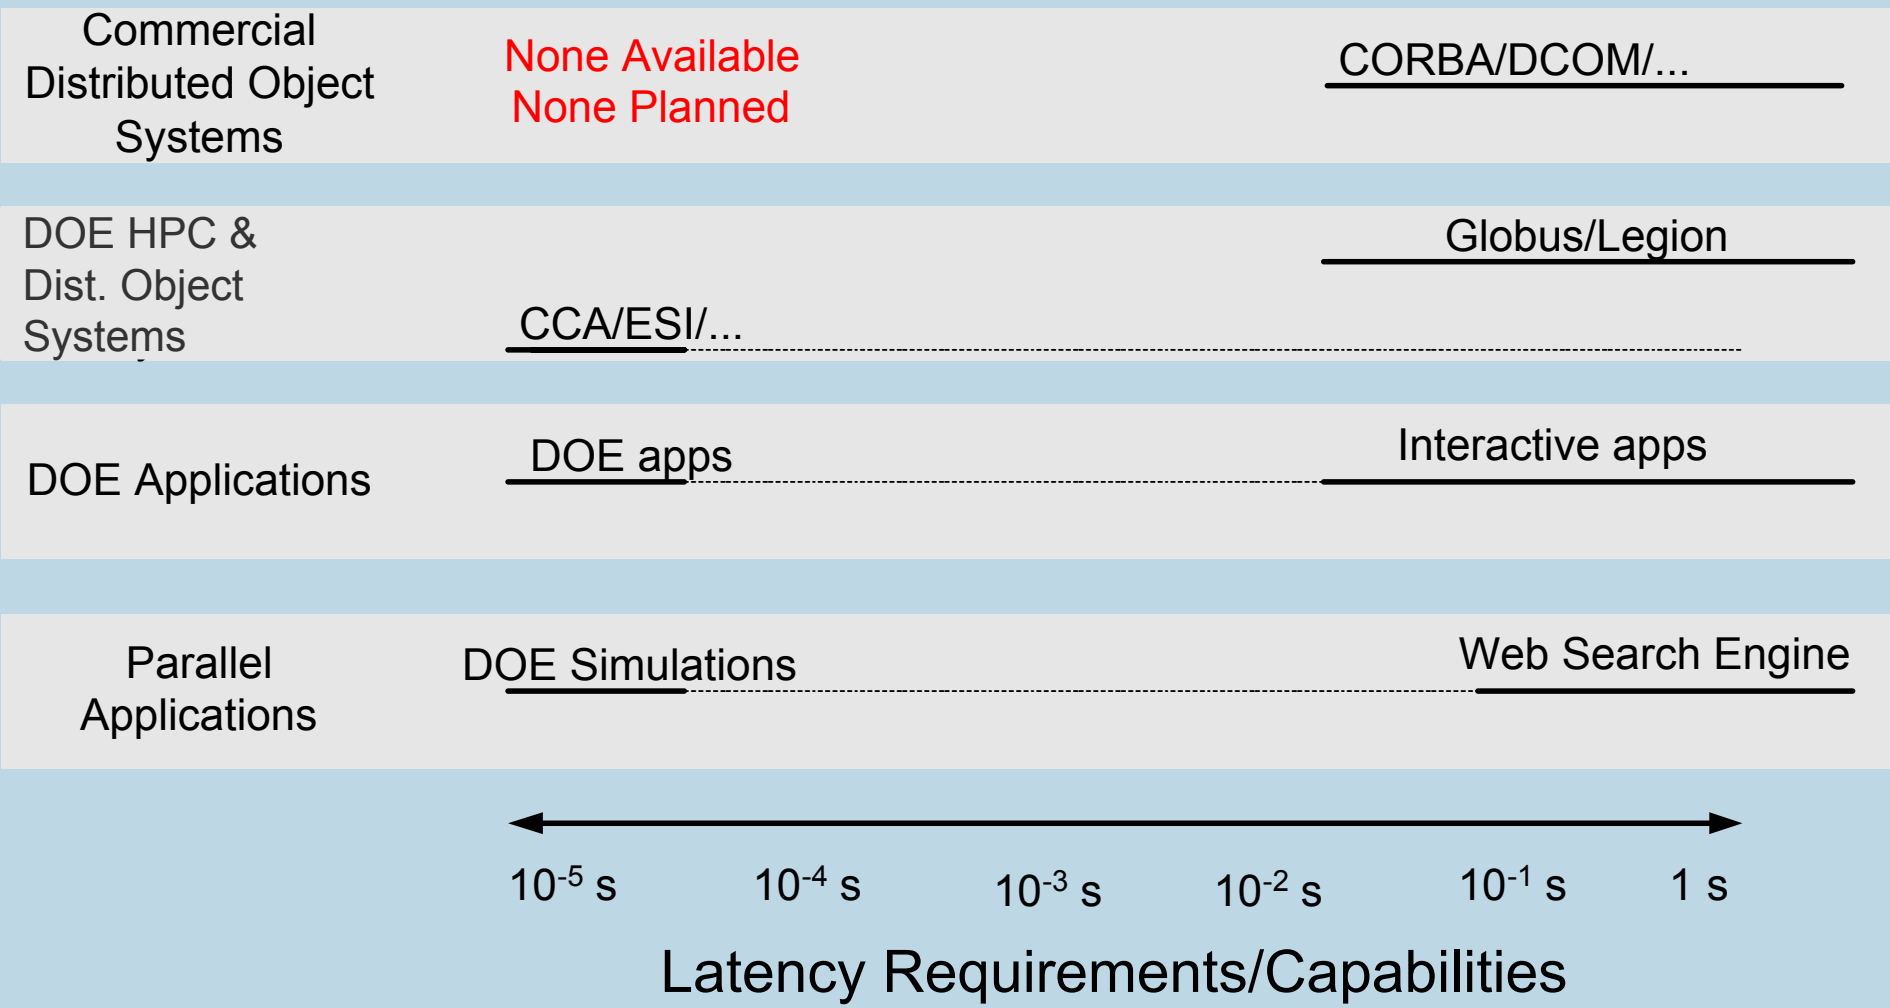 Commercial
Distributed Object
Systems
None Available
None Planned
CORBA/DCOM/...
DOE HPC &
Dist. Object
Systems
Globus/Legion
CCA/ESI/...
DOE Applications
DOE apps
Interactive apps
Parallel
Applications
DOE Simulations
Web Search Engine
10⁻⁵ s 10⁻⁴ s 10⁻³ s 10⁻² s 10⁻¹ s 1 s
Latency Requirements/Capabilities